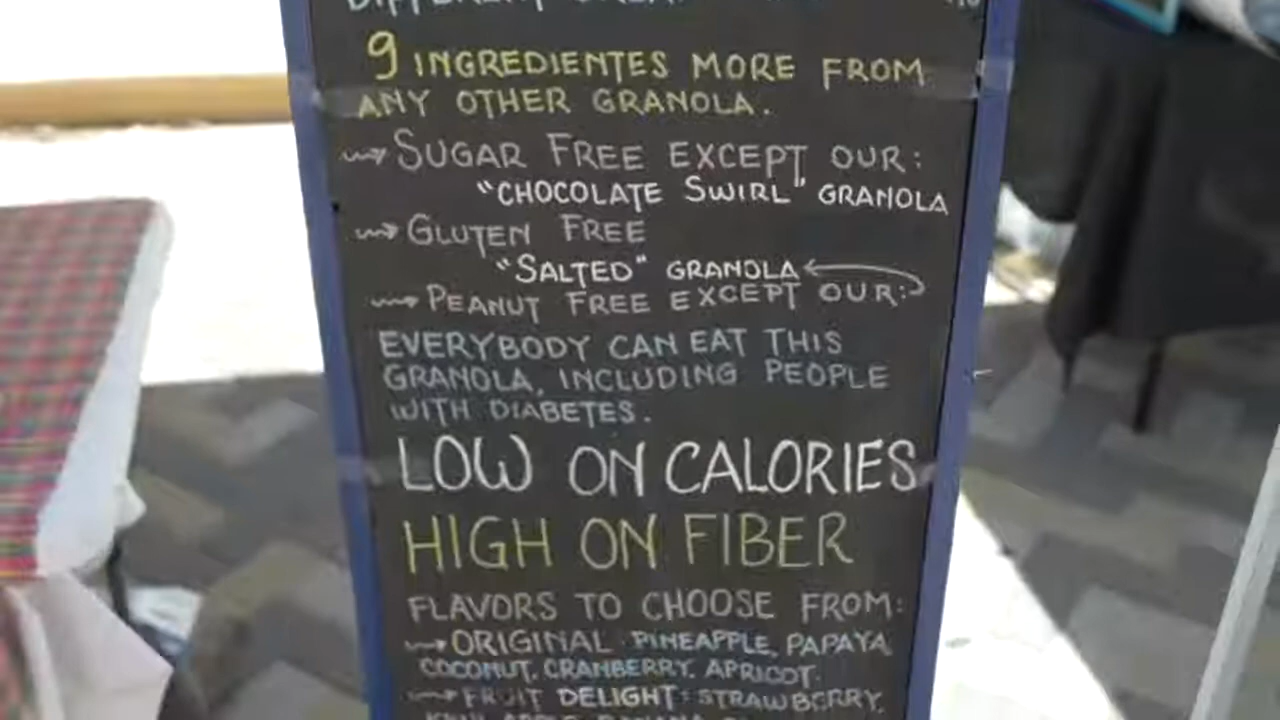 9 INGREDIENTES MORE FROM
ANY OTHER GRANOLA.
SUGAR FREE EXCEPT OUR:
"CHOCOLATE SWIRL" GRANOLA
GLUTEN FREE
"SALTED" GRANOLA
PEANUT FREE EXCEPT OUR:
EVERYBODY CAN EAT THIS
GRANOLA, INCLUDING PEOPLE
WITH DIABETES.
LOW ON CALORIES
HIGH ON FIBER
FLAVORS TO CHOOSE FROM:
ORIGINAL: PINEAPPLE, PAPAYA
COCONUT, CRANBERRY, APRICOT.
FRUIT DELIGHT: STRAWBERRY,